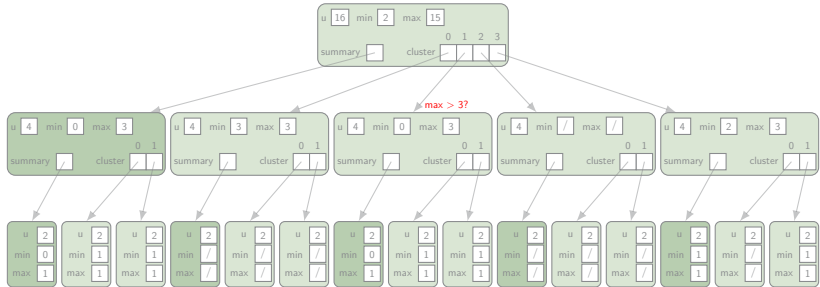 u 16 min 2 max 15
0 1 2 3
summary cluster
max > 3?
u 4 min 0 max 3
0 1
summary cluster
u 4 min 3 max 3
0 1
summary cluster
u 4 min 0 max 3
0 1
summary cluster
u 4 min / max /
0 1
summary cluster
u 4 min 2 max 3
0 1
summary cluster
u 2
min 0
max 1
u 2
min 1
max 1
u 2
min 1
max 1
u 2
min /
max /
u 2
min /
max /
u 2
min /
max /
u 2
min 0
max 1
u 2
min 1
max 1
u 2
min 1
max 1
u 2
min /
max /
u 2
min /
max /
u 2
min /
max /
u 2
min 1
max 1
u 2
min /
max /
u 2
min 1
max 1